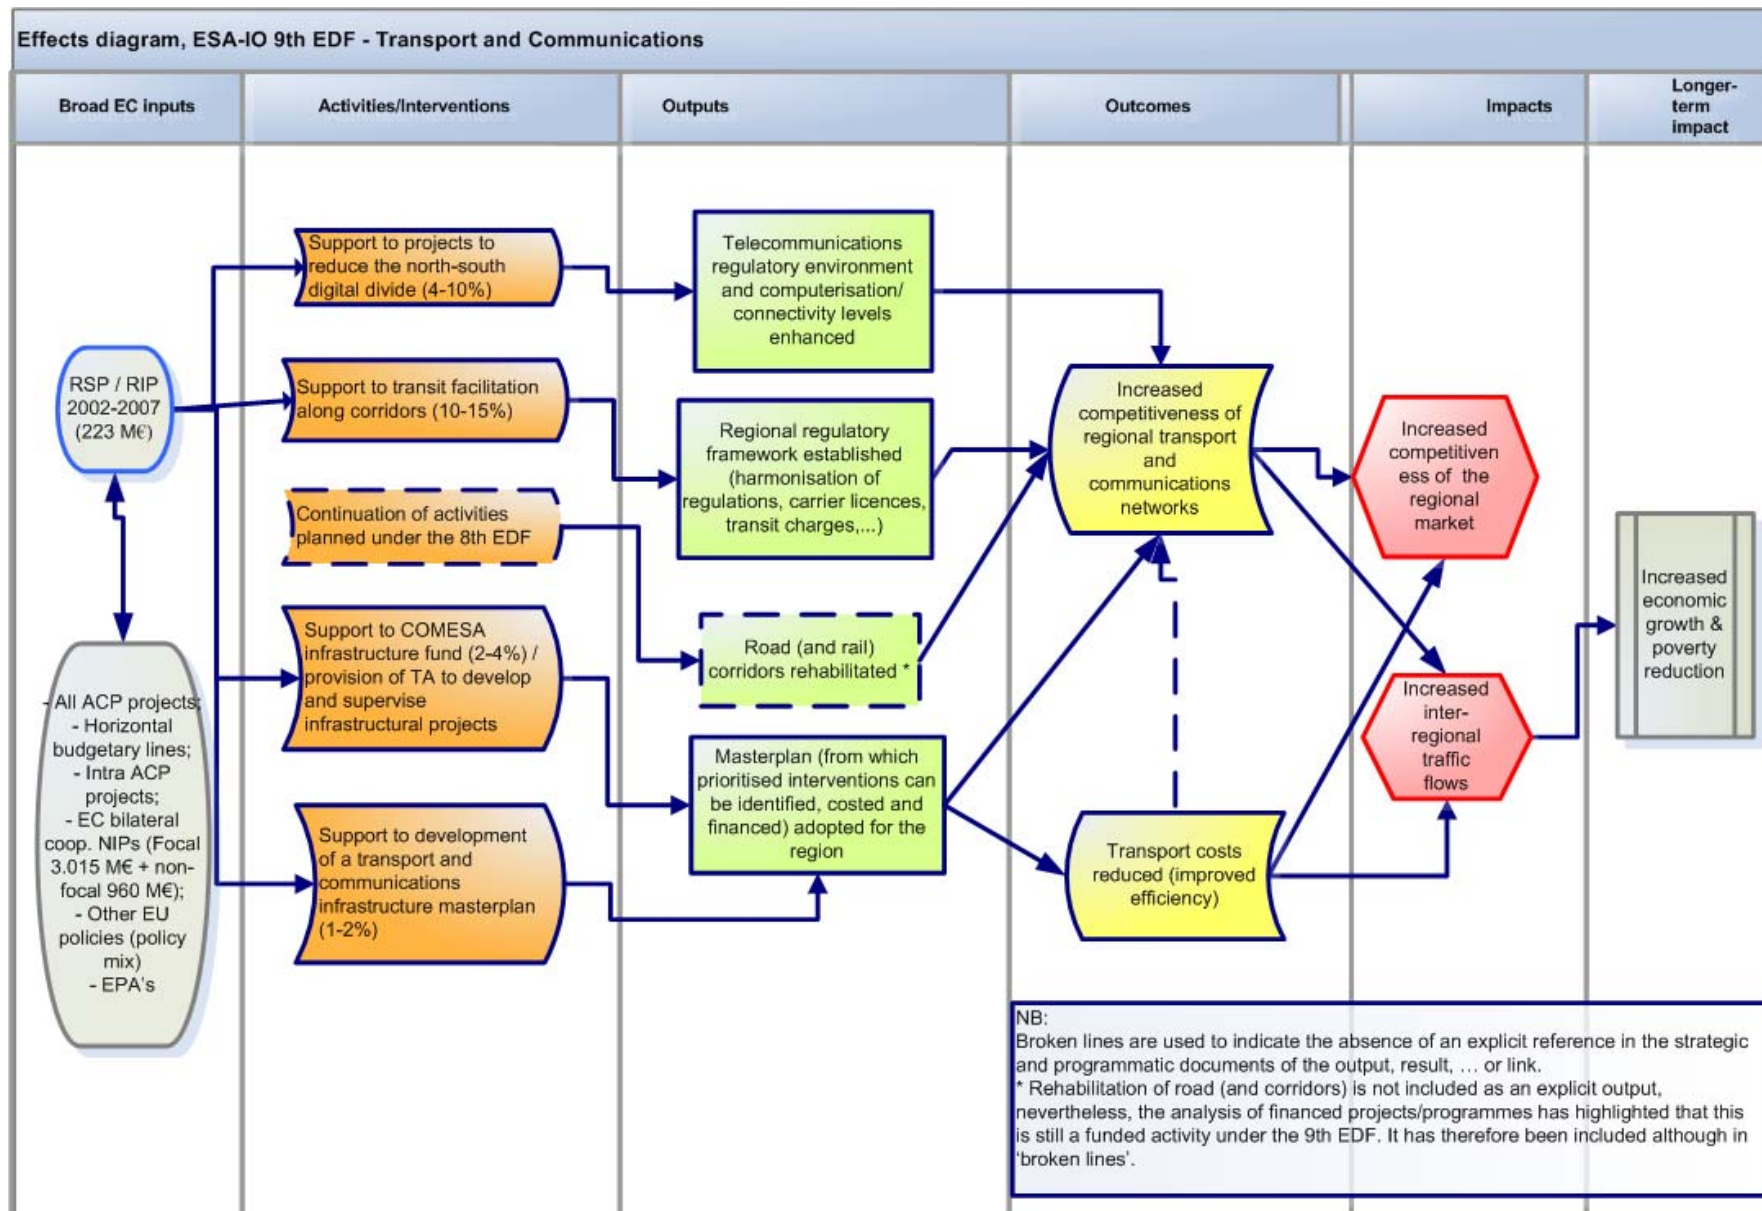 Effects diagram, ESA-IO 9th EDF - Transport and Communications
Broad EC inputs
Activities/Interventions
Outputs
Outcomes
Impacts
Longer-
term
impact
RSP / RIP
2002-2007
(223 M€)
- All ACP projects;
- Horizontal
budgetary lines;
- Intra ACP
projects;
- EC bilateral
coop. NIPs (Focal
3.015 M€ + non-
focal 960 M€);
- Other EU
policies (policy
mix)
- EPA's
Support to projects to
reduce the north-south
digital divide (4-10%)
Support to transit facilitation
along corridors (10-15%)
Continuation of activities
planned under the 8th EDF
Support to COMESA
infrastructure fund (2-4%) /
provision of TA to develop
and supervise
infrastructural projects
Support to development
of a transport and
communications
infrastructure masterplan
(1-2%)
Telecommunications
regulatory environment
and computerisation/
connectivity levels
enhanced
Regional regulatory
framework established
(harmonisation of
regulations, carrier licences,
transit charges,...)
Road (and rail)
corridors rehabilitated *
Masterplan (from which
prioritised interventions can
be identified, costed and
financed) adopted for the
region
Increased
competitiveness of
regional transport
and
communications
networks
Transport costs
reduced (improved
efficiency)
Increased
competitiven
ess of the
regional
market
Increased
inter-
regional
traffic
flows
Increased
economic
growth &
poverty
reduction
NB:
Broken lines are used to indicate the absence of an explicit reference in the strategic
and programmatic documents of the output, result, … or link.
* Rehabilitation of road (and corridors) is not included as an explicit output,
nevertheless, the analysis of financed projects/programmes has highlighted that this
is still a funded activity under the 9th EDF. It has therefore been included although in
'broken lines'.